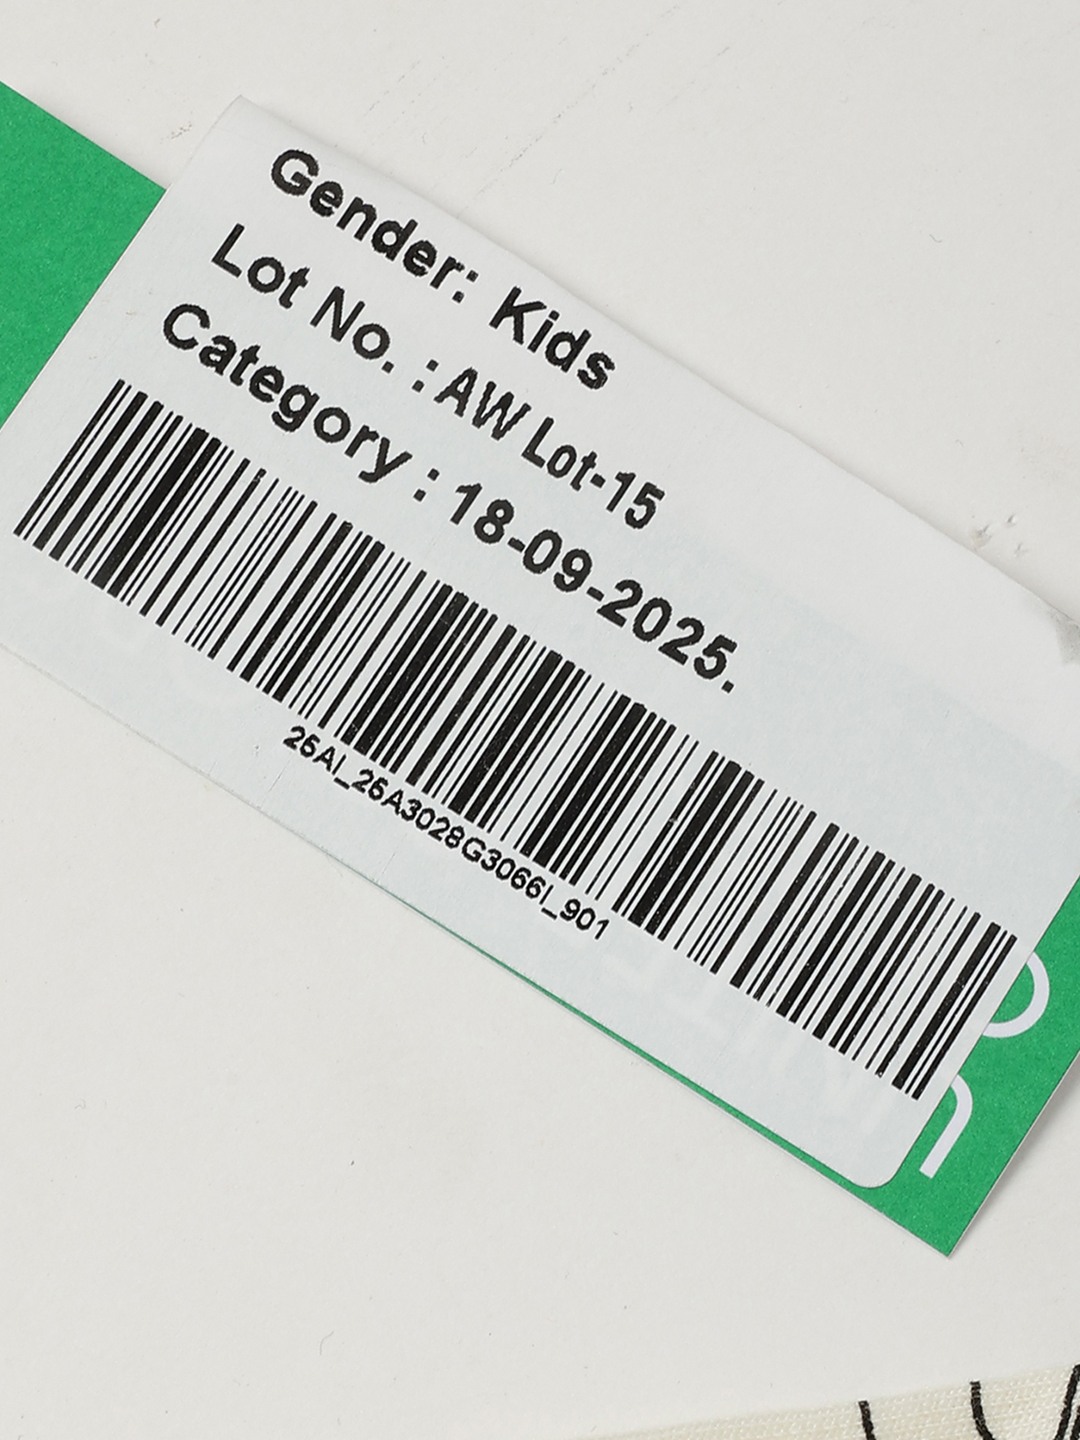 Gender: Kids
Lot No. : AW Lot-15
Category : 18-09-2025.
25AI_25A3028G3066I_901